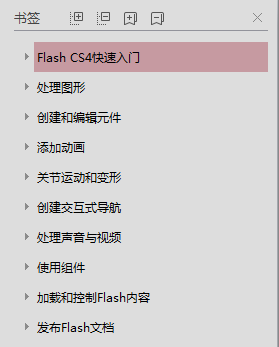 书签
Flash CS4快速入门
处理图形
创建和编辑元件
添加动画
关节运动和变形
创建交互式导航
处理声音与视频
使用组件
加载和控制Flash内容
发布Flash文档